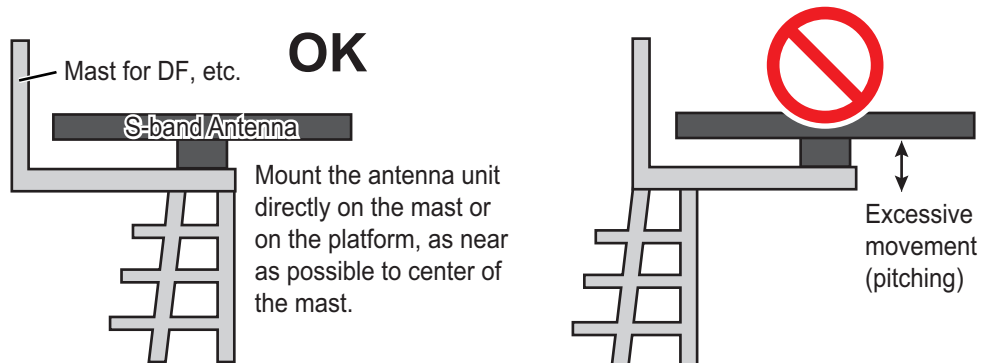 OK
Mast for DF, etc.
S-band Antenna
Mount the antenna unit
directly on the mast or
on the platform, as near
as possible to center of
the mast.
Excessive
movement
(pitching)